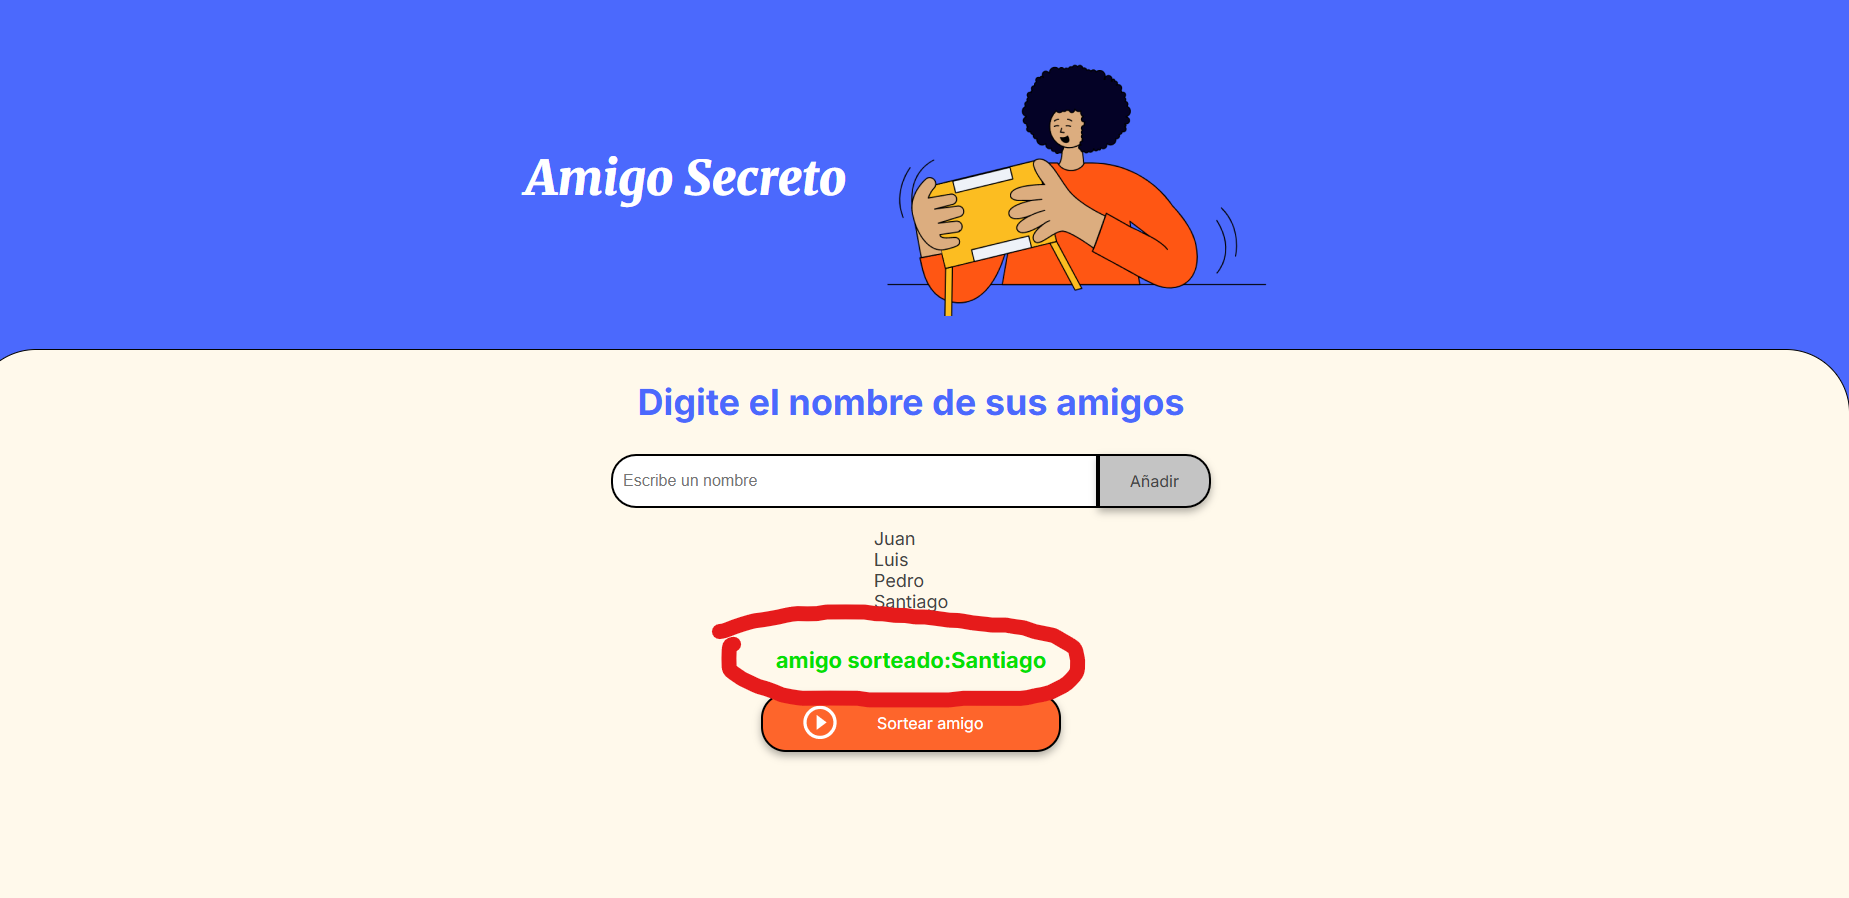 Amigo Secreto
Digite el nombre de sus amigos
Escribe un nombre
Añadir
Juan
Luis
Pedro
Santiago
amigo sorteado:Santiago
Sortear amigo